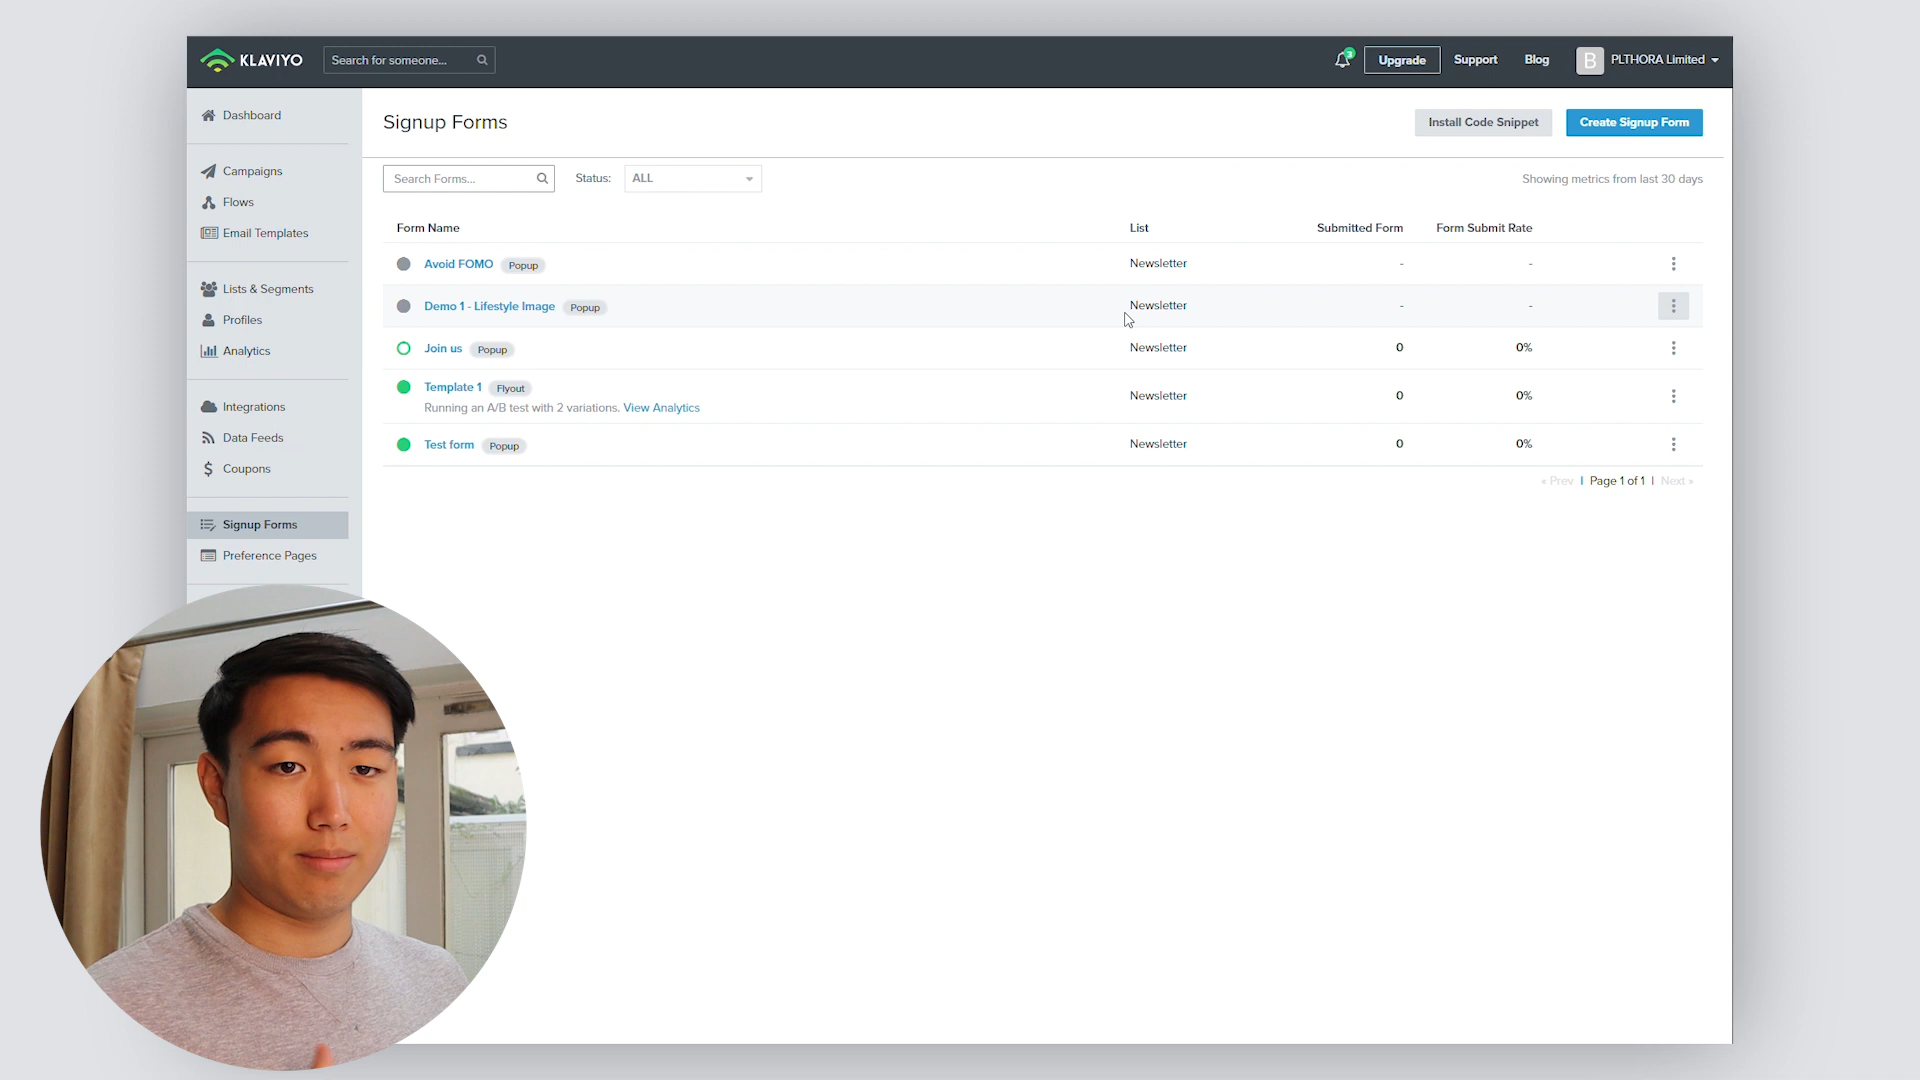 KLAVIYO Search for someone... 3 Upgrade Support Blog B PLTHORA Limited
Dashboard
Campaigns
Flows
Email Templates
Lists & Segments
Profiles
Analytics
Integrations
Data Feeds
Coupons
Signup Forms
Preference Pages
Signup Forms Install Code Snippet Create Signup Form
Search Forms... Status: ALL Showing metrics from last 30 days
Form Name List Submitted Form Form Submit Rate
Avoid FOMO Popup Newsletter - -
Demo 1 - Lifestyle Image Popup Newsletter - -
Join us Popup Newsletter 0 0%
Template 1 Flyout Newsletter 0 0%
Running an A/B test with 2 variations. View Analytics
Test form Popup Newsletter 0 0%
« Prev | Page 1 of 1 | Next »